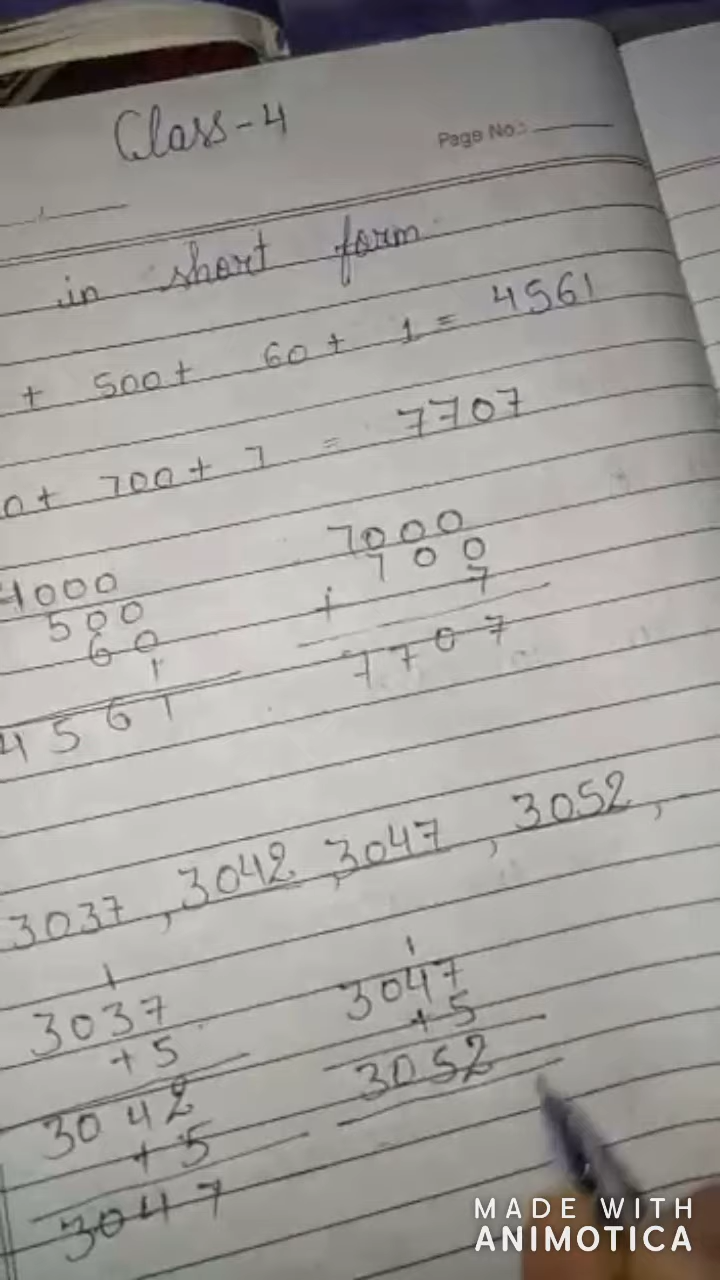 Class-4
Page No.:
in short form
+ 500+ 60+ 1= 4561
0+ 700+ 7 = 7707
4000
500
60
1
4561
7000
700
+ 7
7707
3037, 3042, 3047, 3052,
1
3037
+5
3042
+5
3047
1
3047
+5
3052
MADE WITH
ANIMOTICA